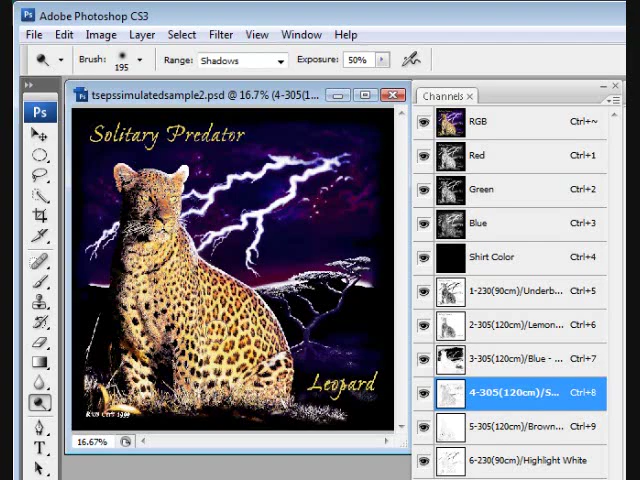 Adobe Photoshop CS3
File Edit Image Layer Select Filter View Window Help
Brush: 195 Range: Shadows Exposure: 50%
tsepssimulatedsample2.psd @ 16.7% (4-305(1...
Channels
Ps
RGB Ctrl+~
Red Ctrl+1
Green Ctrl+2
Blue Ctrl+3
Shirt Color Ctrl+4
1-230(90cm)/Underb... Ctrl+5
2-305(120cm)/Lemon... Ctrl+6
3-305(120cm)/Blue - ... Ctrl+7
4-305(120cm)/S... Ctrl+8
5-305(120cm)/Brown... Ctrl+9
6-230(90cm)/Highlight White
Solitary Predator
Leopard
16.67%